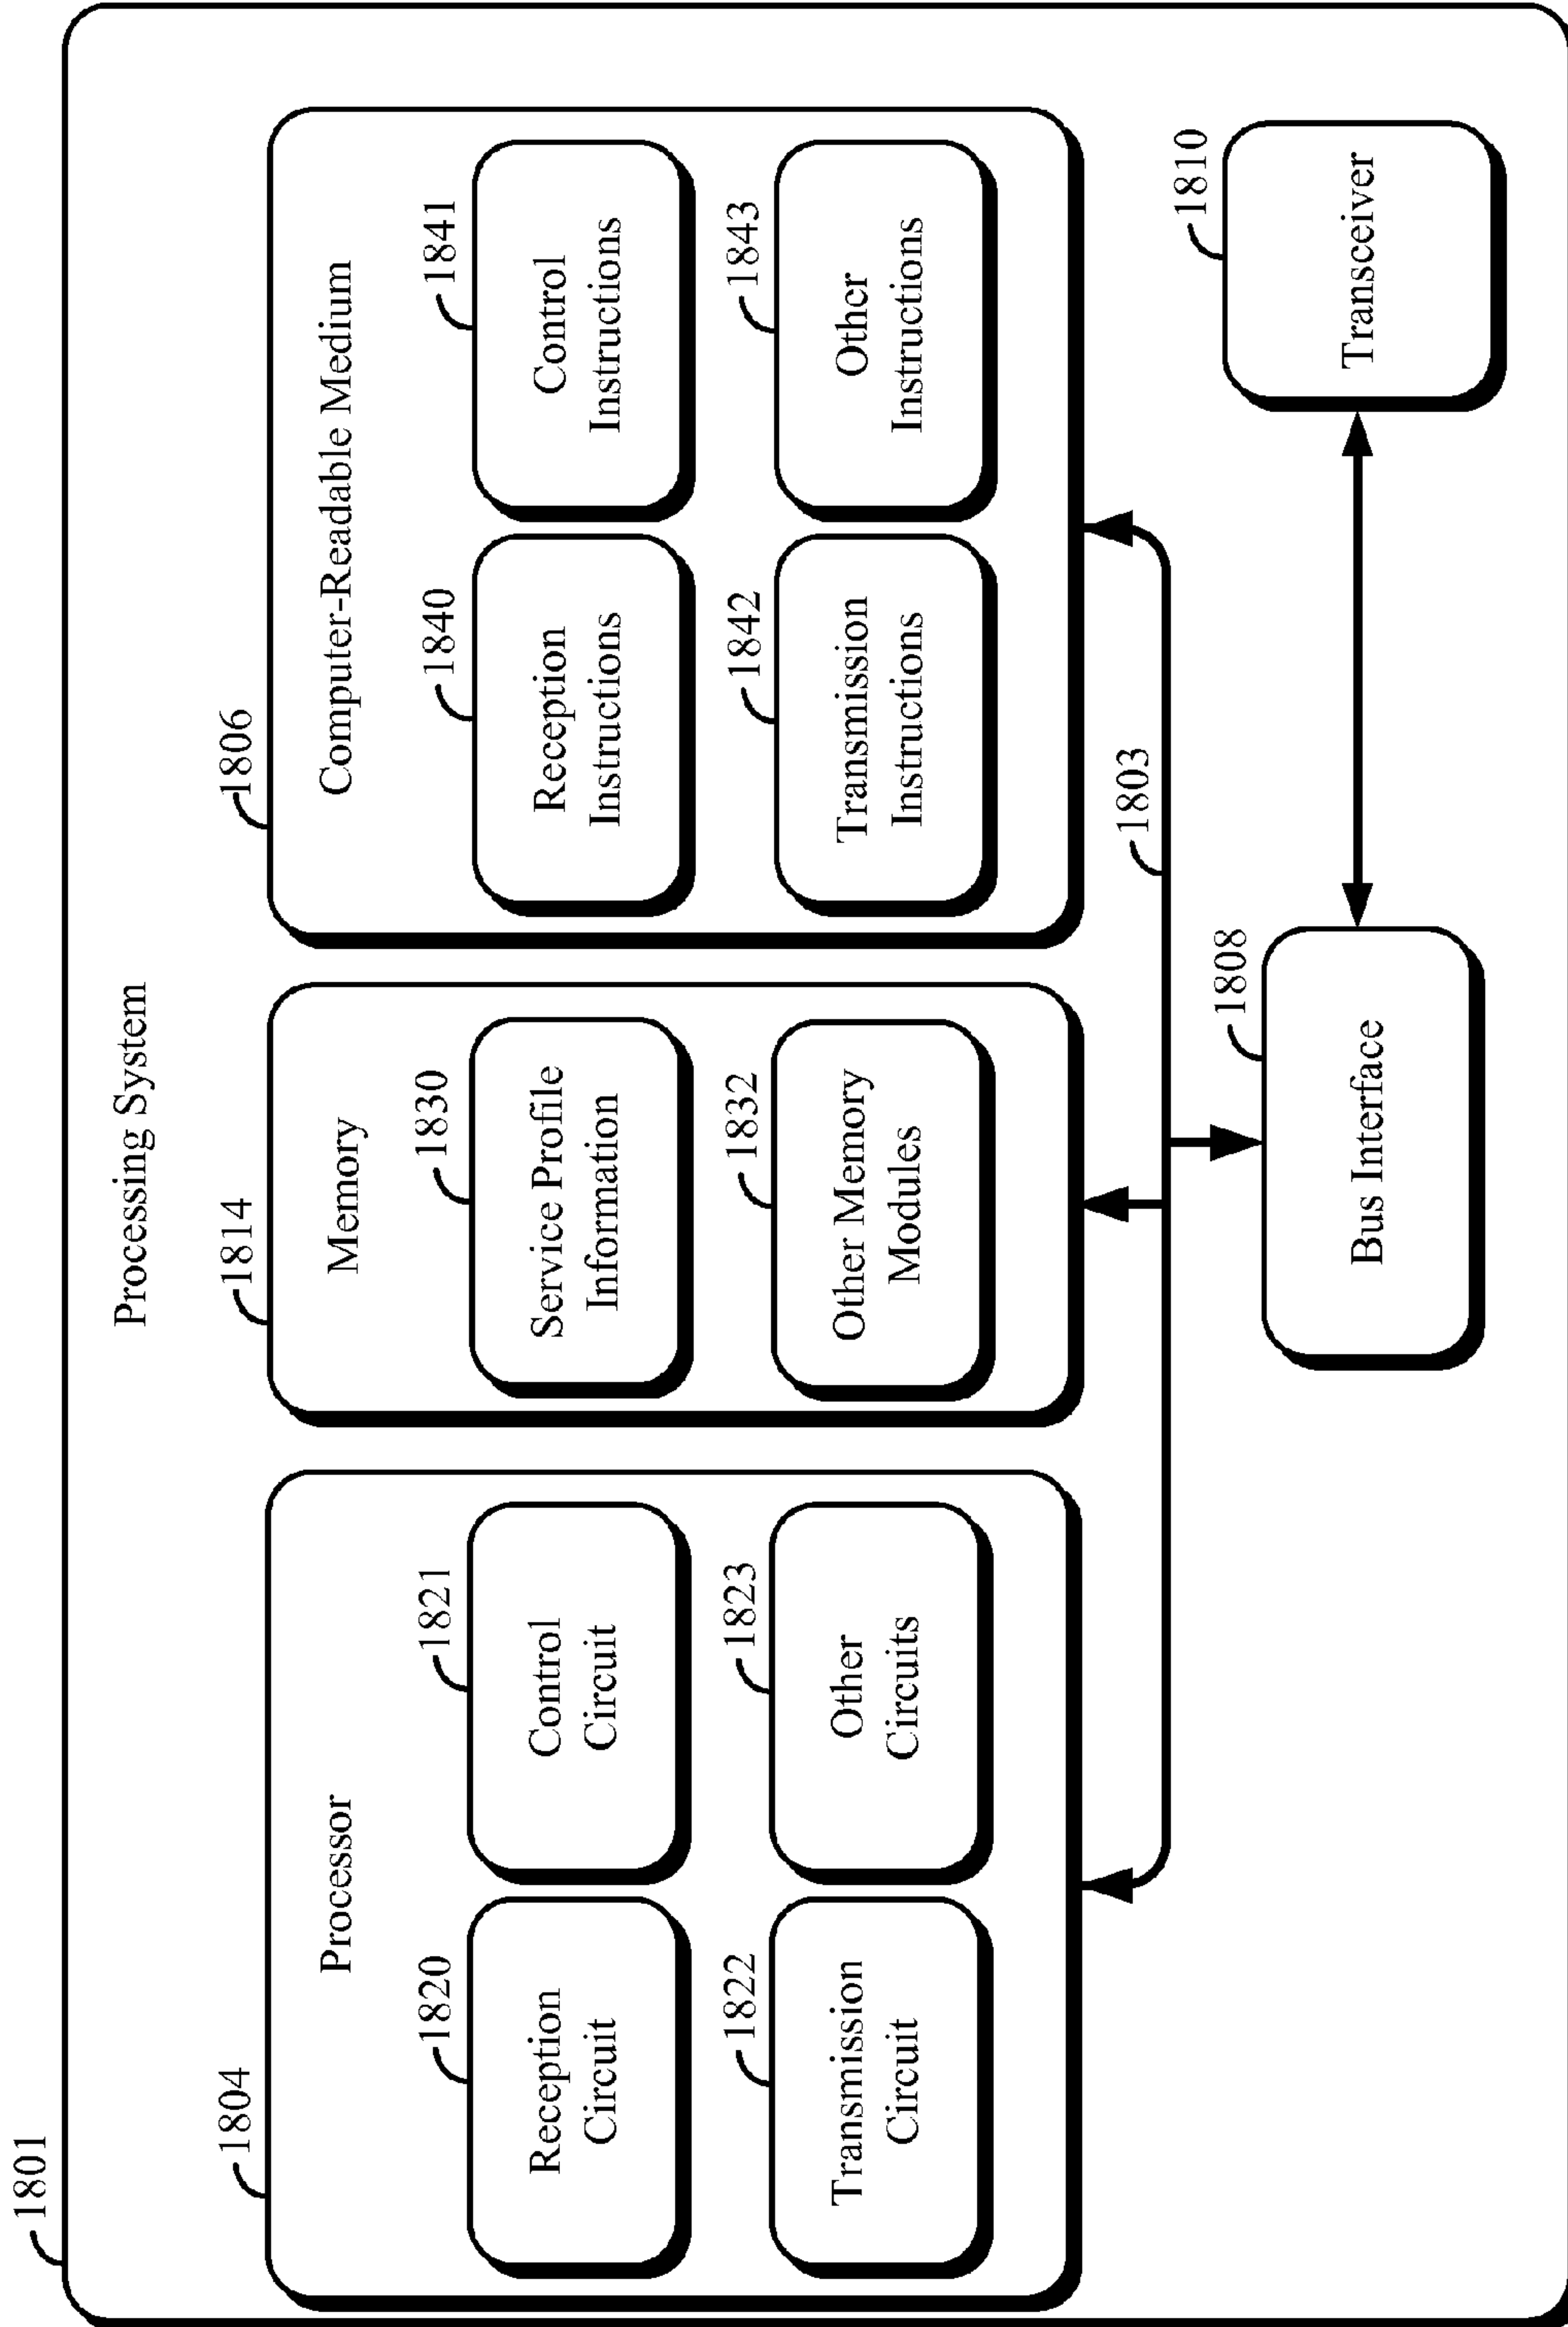 1801
Processing System
1804
Processor
1820
Reception
Circuit
1821
Control
Circuit
1822
Transmission
Circuit
1823
Other
Circuits
1814
Memory
1830
Service Profile
Information
1832
Other Memory
Modules
1806
Computer-Readable Medium
1840
Reception
Instructions
1841
Control
Instructions
1842
Transmission
Instructions
1843
Other
Instructions
1803
1808
Bus Interface
1810
Transceiver